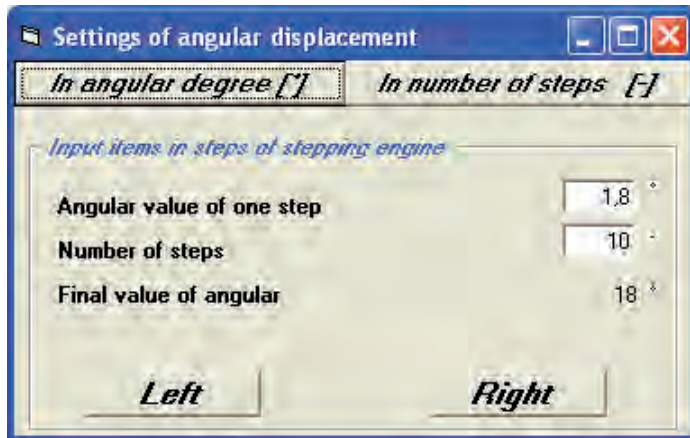 Settings of angular displacement
In angular degree [°] In number of steps [-]
Input items in steps of stepping engine
Angular value of one step 1,8 °
Number of steps 10 -
Final value of angular 18 °
Left Right